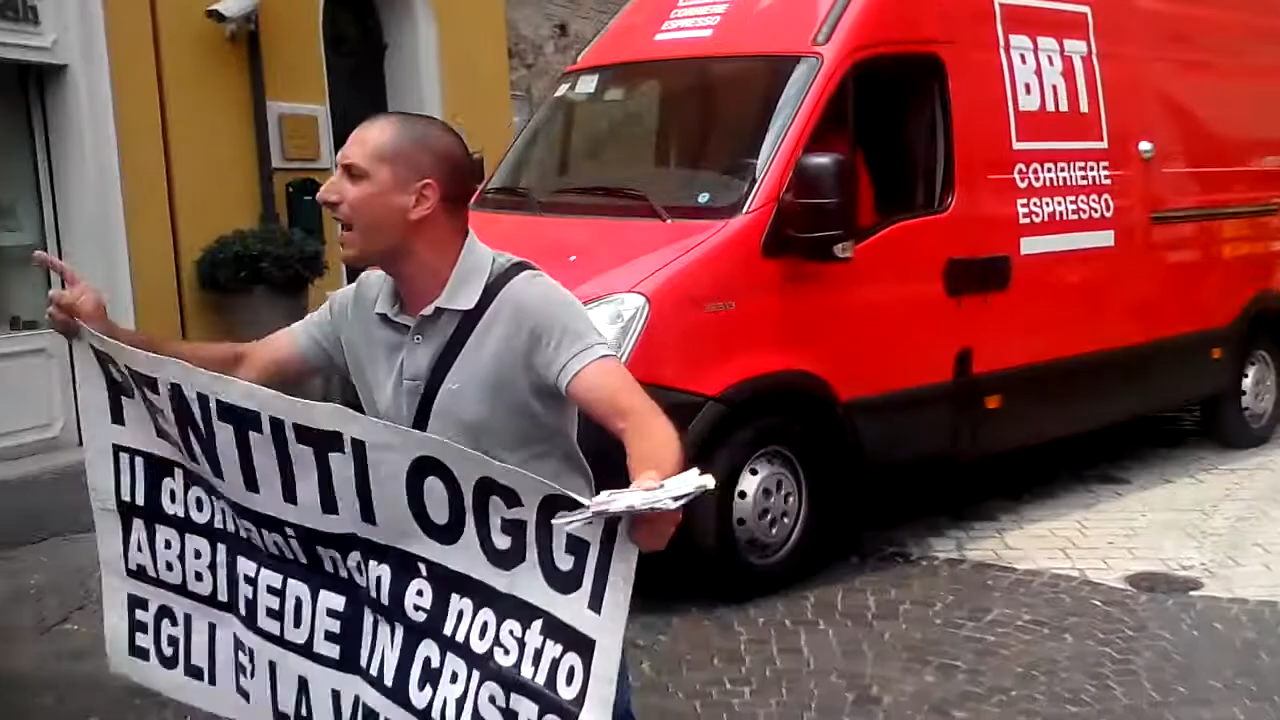 CORRIERE
ESPRESSO
BRT
CORRIERE
ESPRESSO
PENTITI OGGI
Il domani non è nostro
ABBI FEDE IN CRISTO
EGLI E' LA